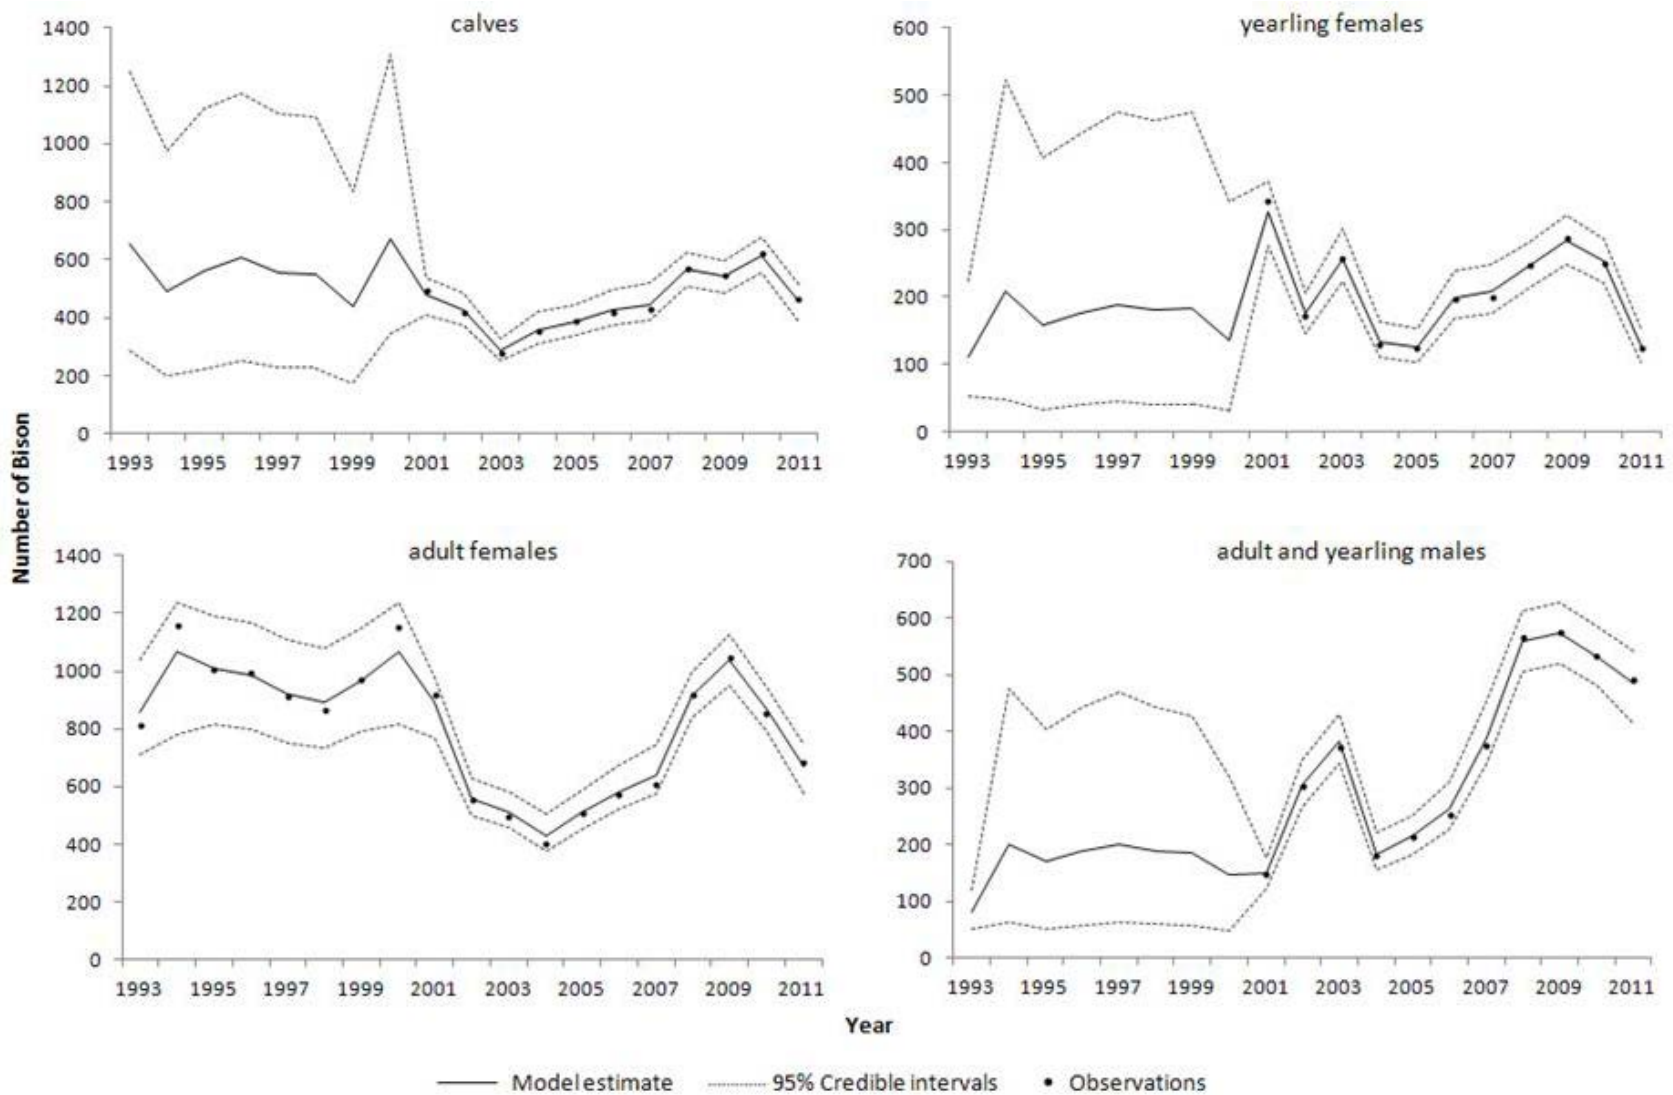 calves
1400
1200
1000
800
600
400
200
0
1993 1995 1997 1999 2001 2003 2005 2007 2009 2011
yearling females
600
500
400
300
200
100
0
1993 1995 1997 1999 2001 2003 2005 2007 2009 2011
Number of Bison
adult females
1400
1200
1000
800
600
400
200
0
1993 1995 1997 1999 2001 2003 2005 2007 2009 2011
adult and yearling males
700
600
500
400
300
200
100
0
1993 1995 1997 1999 2001 2003 2005 2007 2009 2011
Year
Model estimate 95% Credible intervals Observations